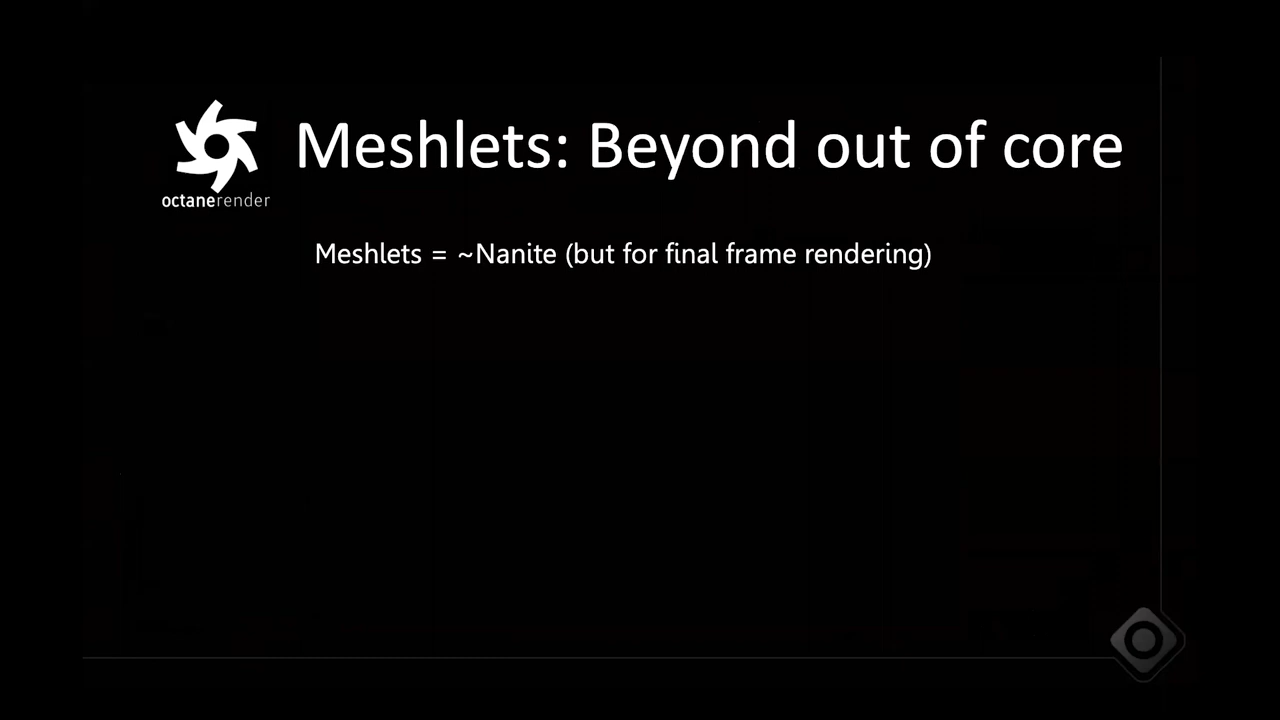 Meshlets: Beyond out of core
octanerender
Meshlets = ~Nanite (but for final frame rendering)